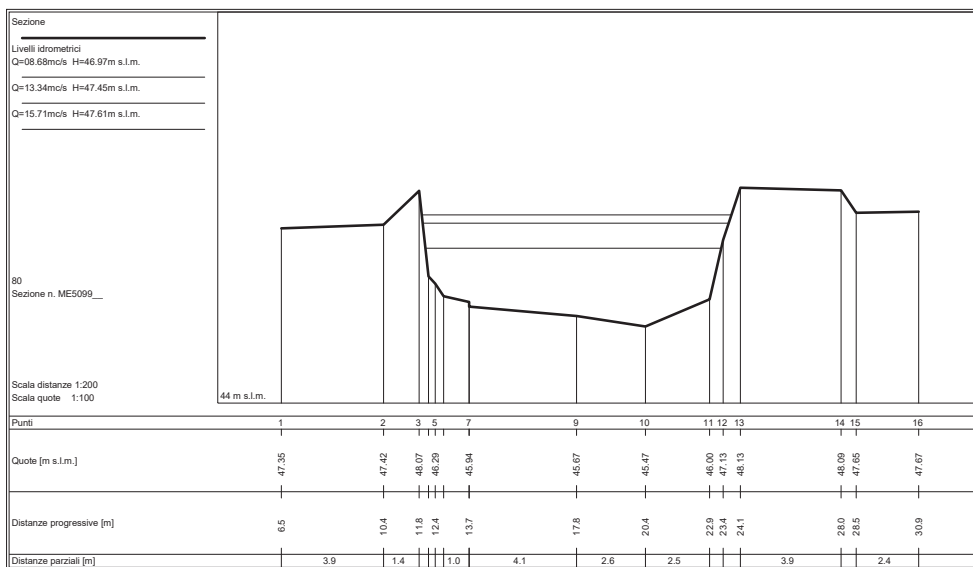 Sezione
Livelli idrometrici
Q=08.68mc/s H=46.97m s.l.m.
Q=13.34mc/s H=47.45m s.l.m.
Q=15.71mc/s H=47.61m s.l.m.
80
Sezione n. ME5099__
Scala distanze 1:200
Scala quote 1:100
44 m s.l.m.
Punti 1 2 3 5 7 9 10 11 12 13 14 15 16
Quote [m s.l.m.] 47.35 47.42 48.07 46.29 45.94 45.67 45.47 46.00 47.13 48.13 48.09 47.65 47.67
Distanze progressive [m] 6.5 10.4 11.8 12.4 13.7 17.8 20.4 22.9 23.4 24.1 28.0 28.5 30.9
Distanze parziali [m] 3.9 1.4 1.0 4.1 2.6 2.5 3.9 2.4